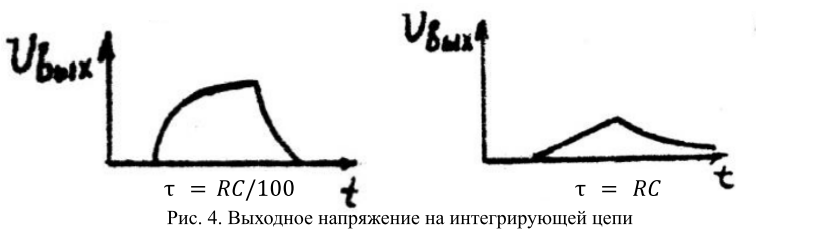 Uвых
Uвых
t
t
τ = RC/100
τ = RC
Рис. 4. Выходное напряжение на интегрирующей цепи